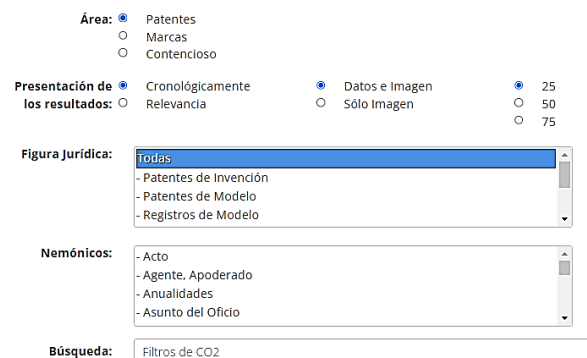 Área: Patentes
Marcas
Contencioso
Presentación de Cronológicamente Datos e Imagen 25
los resultados: Relevancia Sólo Imagen 50
75
Figura Jurídica: Todas
- Patentes de Invención
- Patentes de Modelo
- Registros de Modelo
Nemónicos: - Acto
- Agente, Apoderado
- Anualidades
- Asunto del Oficio
Búsqueda: Filtros de CO2